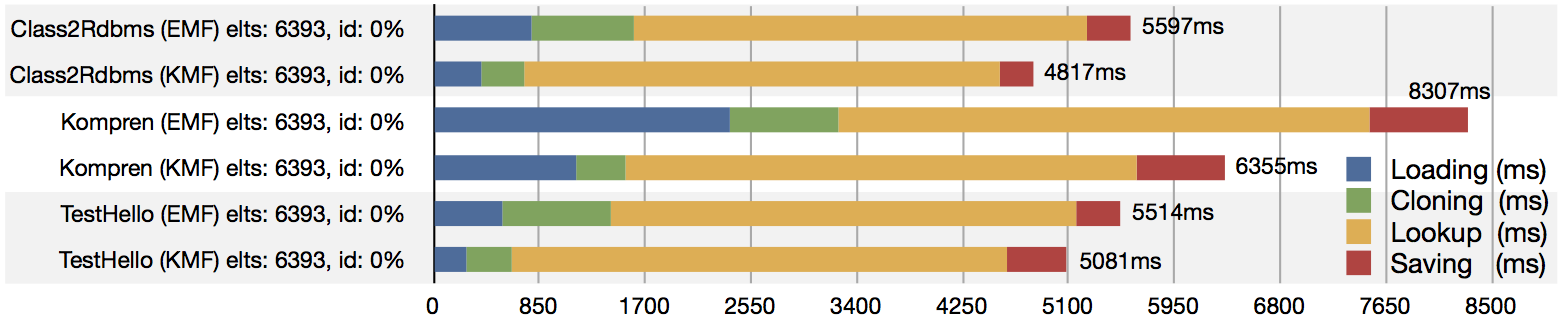 Class2Rdbms (EMF) elts: 6393, id: 0%
5597ms
Class2Rdbms (KMF) elts: 6393, id: 0%
4817ms
8307ms
Kompren (EMF) elts: 6393, id: 0%
Kompren (KMF) elts: 6393, id: 0%
6355ms
Loading (ms)
Cloning (ms)
TestHello (EMF) elts: 6393, id: 0%
5514ms
Lookup (ms)
TestHello (KMF) elts: 6393, id: 0%
5081ms
Saving (ms)
0 850 1700 2550 3400 4250 5100 5950 6800 7650 8500